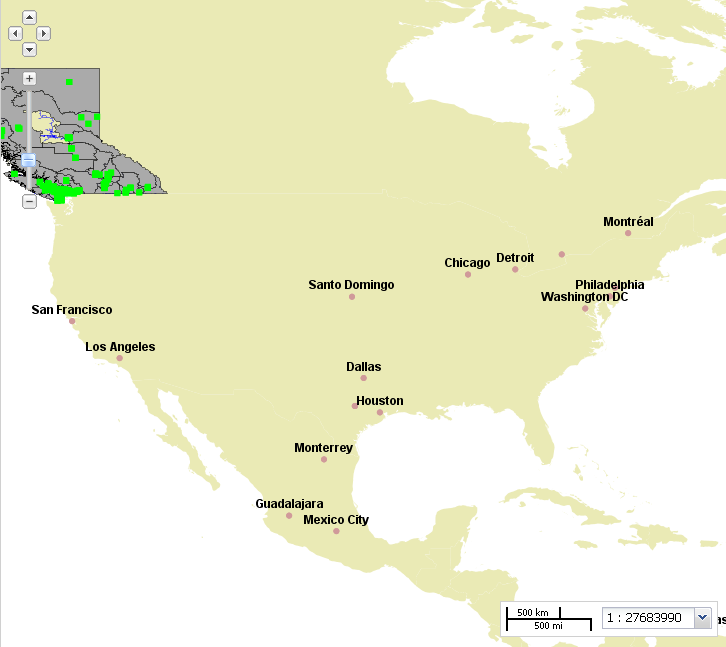 Montréal
Chicago
Detroit
Santo Domingo
Philadelphia
Washington DC
San Francisco
Los Angeles
Dallas
Houston
Monterrey
Guadalajara
Mexico City
500 km
500 mi
1 : 27683990
as